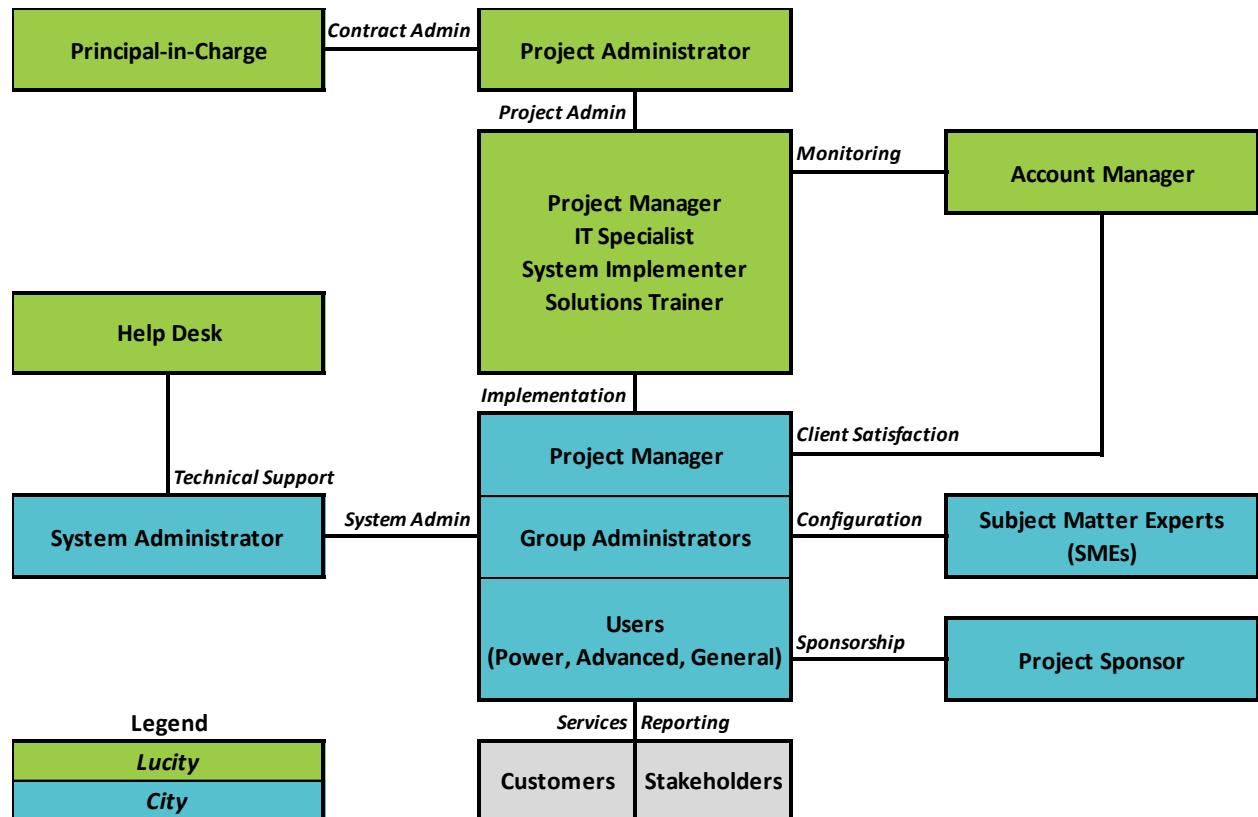 Principal-in-Charge
Contract Admin
Project Administrator
Project Admin
Project Manager
IT Specialist
System Implementer
Solutions Trainer
Monitoring
Account Manager
Help Desk
Implementation
Technical Support
System Administrator
System Admin
Project Manager
Client Satisfaction
Group Administrators
Configuration
Subject Matter Experts
(SMEs)
Users
(Power, Advanced, General)
Sponsorship
Project Sponsor
Services
Reporting
Customers
Stakeholders
Legend
Lucity
City